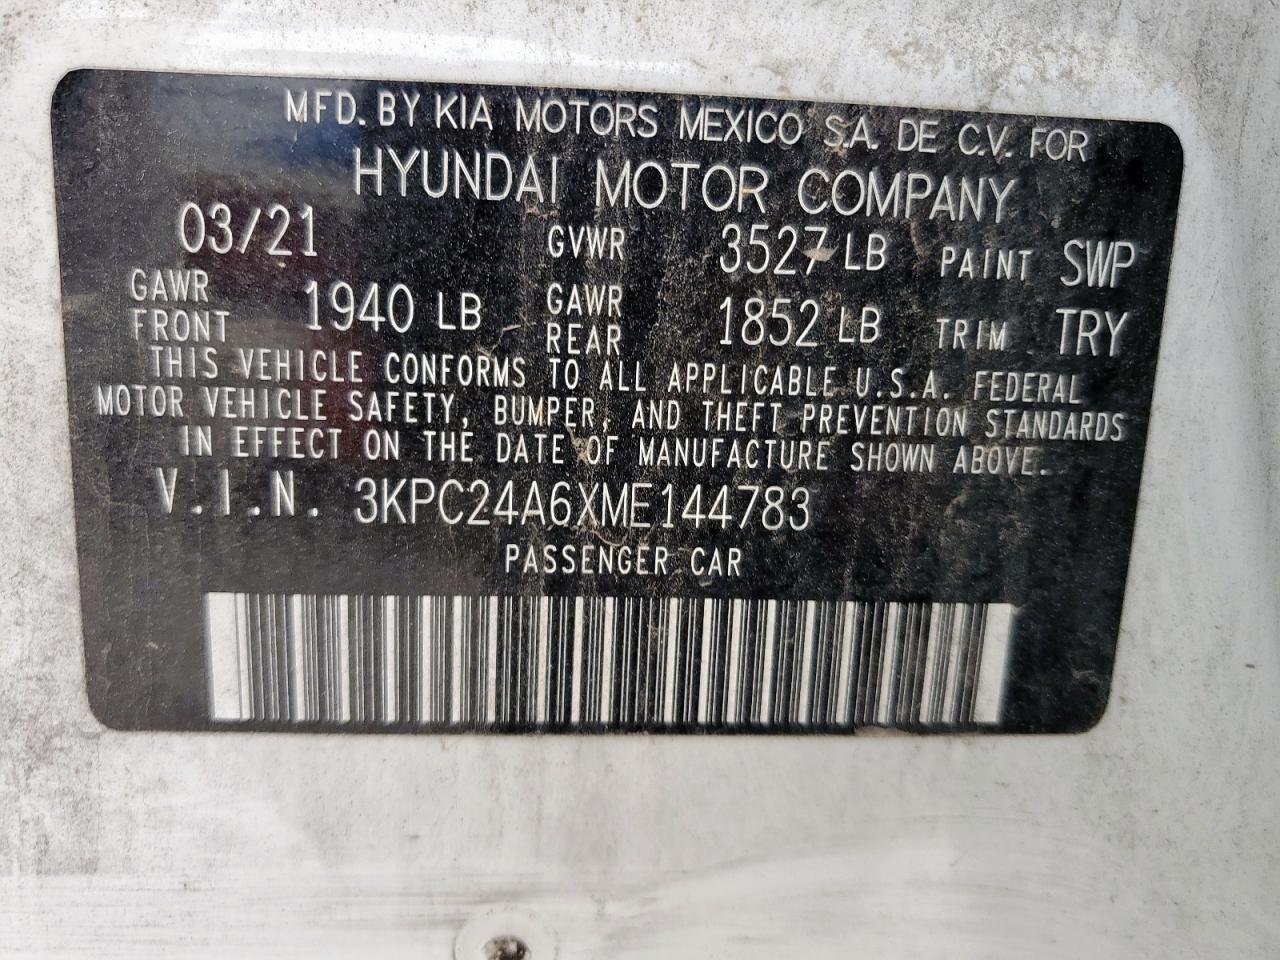 MFD. BY KIA MOTORS MEXICO S.A. DE C.V. FOR
HYUNDAI MOTOR COMPANY
03/21 GVWR 3527 LB PAINT SWP
GAWR FRONT 1940 LB GAWR REAR 1852 LB TRIM TRY
THIS VEHICLE CONFORMS TO ALL APPLICABLE U.S.A. FEDERAL
MOTOR VEHICLE SAFETY, BUMPER, AND THEFT PREVENTION STANDARDS
IN EFFECT ON THE DATE OF MANUFACTURE SHOWN ABOVE.
V.I.N. 3KPC24A6XME144783
PASSENGER CAR